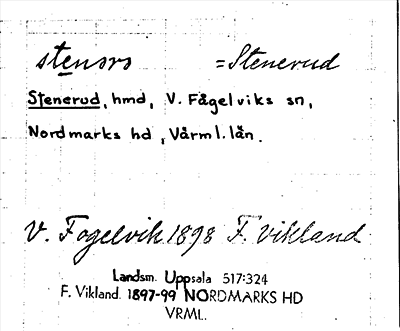 stensrs =Stenerud
Stenerud, hmd, V. Fågelviks sn,
Nordmarks hd, Värml. län.
V. Fogelvik 1898 F. Vikland
Landsm. Uppsala 517:324
F. Vikland. 1897-99 NORDMARKS HD
VRML.